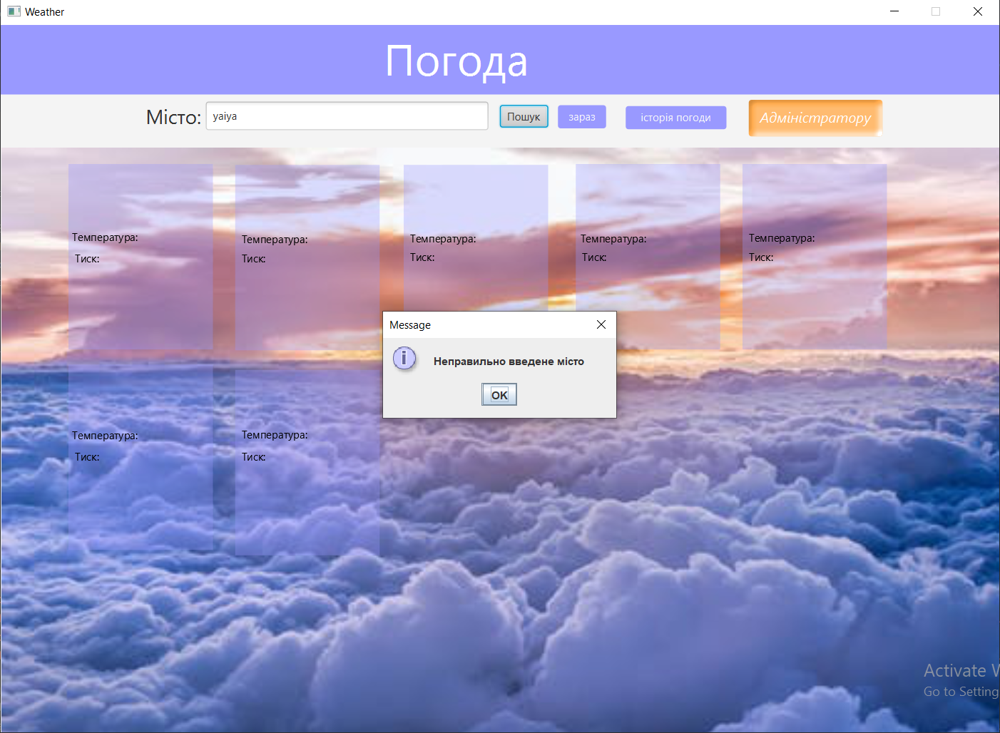 Weather
Погода
Місто: yaiya Пошук зараз історія погоди Адміністратору
Температура: Температура: Температура: Температура: Температура:
Тиск: Тиск: Тиск: Тиск: Тиск:
Message
i Неправильно введене місто
OK
Температура: Температура:
Тиск: Тиск:
Activate W
Go to Setting